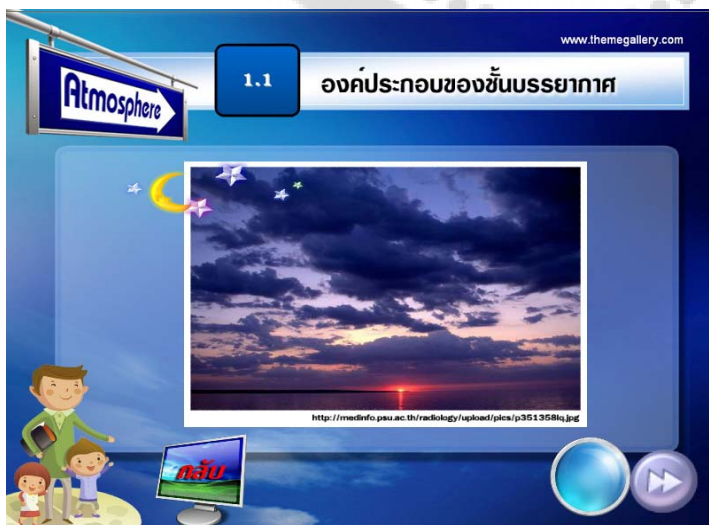 www.themegallery.com
Atmosphere
1.1
องค์ประกอบของชั้นบรรยากาศ
http://medinfo.psu.ac.th/radiology/upload/pics/p351358lq.jpg
กลับ